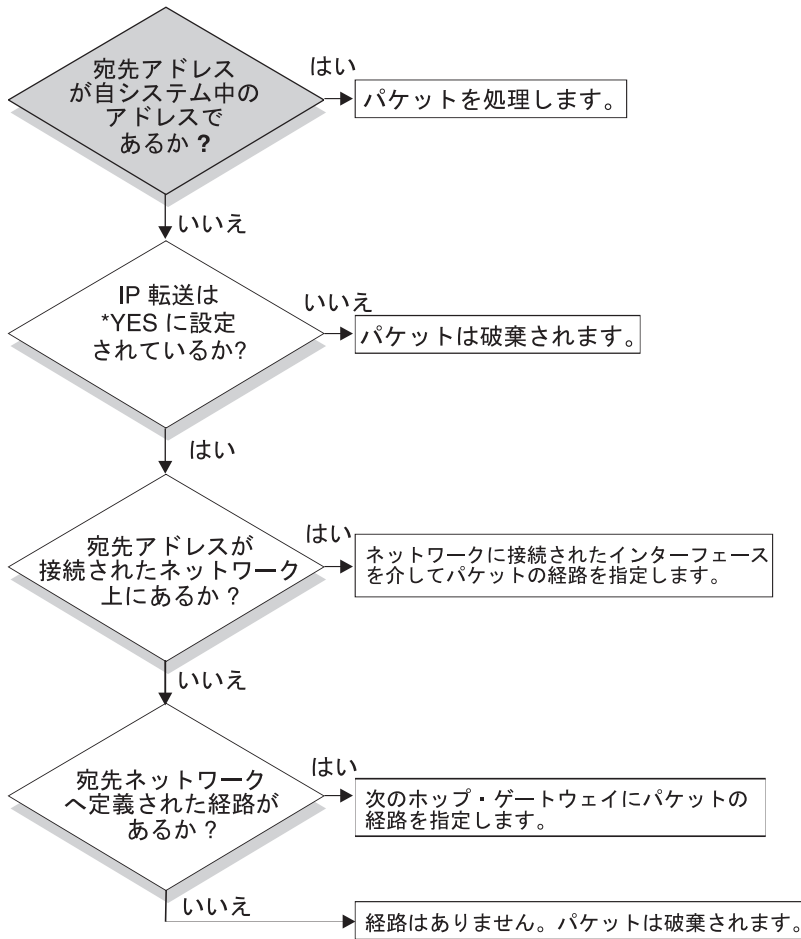 宛先アドレス
が自システム中の
アドレスで
あるか ?
はい
パケットを処理します。
いいえ
IP 転送は
*YES に設定
されているか?
いいえ
パケットは破棄されます。
はい
宛先アドレスが
接続されたネットワーク
上にあるか ?
はい
ネットワークに接続されたインターフェース
を介してパケットの経路を指定します。
いいえ
宛先ネットワーク
へ定義された経路が
あるか ?
はい
次のホップ・ゲートウェイにパケットの
経路を指定します。
いいえ
経路はありません。パケットは破棄されます。